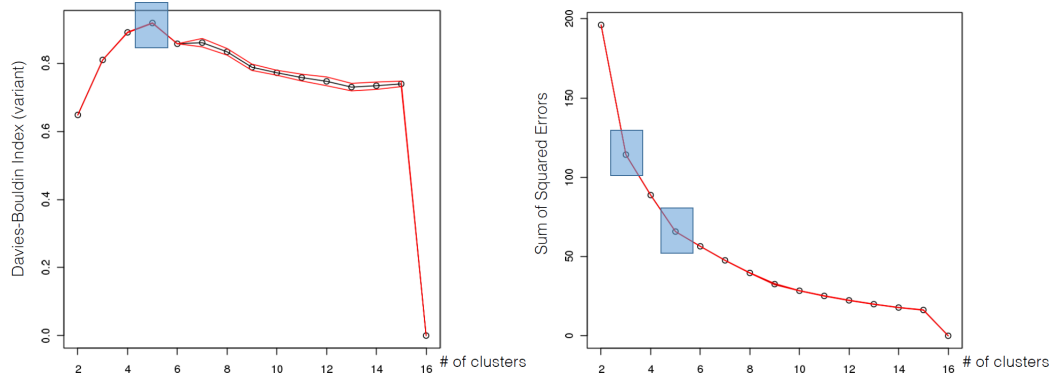 Davies-Bouldin Index (variant)
0.8
0.6
0.4
0.2
0.0
2 4 6 8 10 12 14 16
# of clusters
Sum of Squared Errors
200
150
100
50
0
2 4 6 8 10 12 14 16
# of clusters